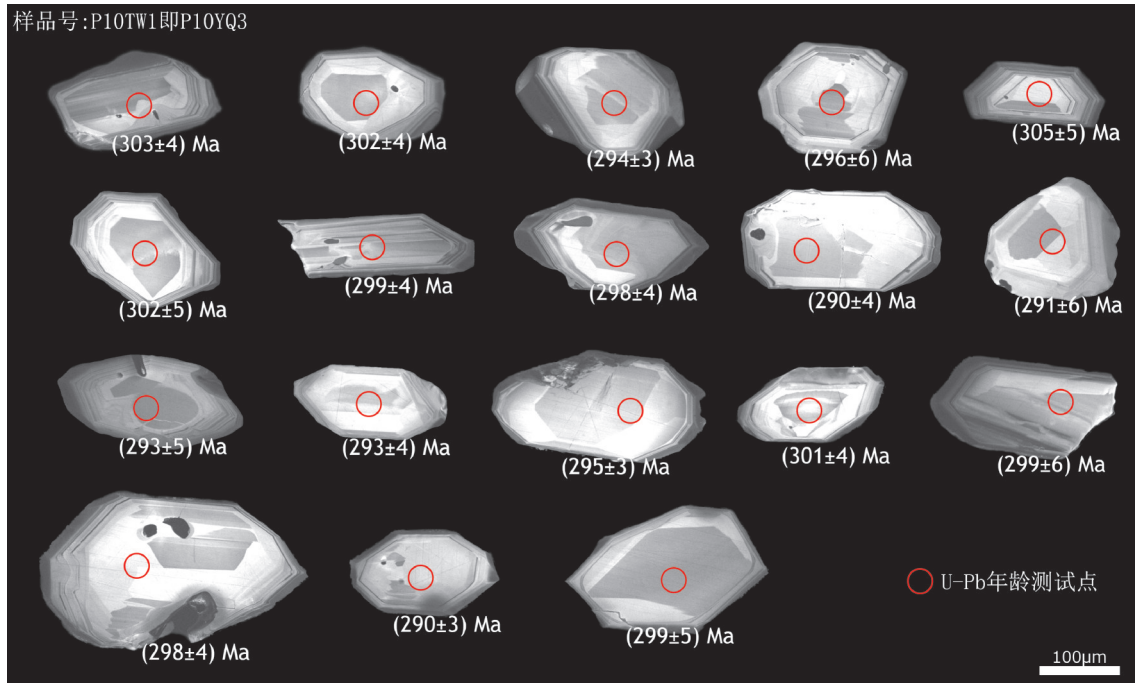 样品号:P10TW1即P10YQ3
(303±4) Ma
(302±4) Ma
(294±3) Ma
(296±6) Ma
(305±5) Ma
(302±5) Ma
(299±4) Ma
(298±4) Ma
(290±4) Ma
(291±6) Ma
(293±5) Ma
(293±4) Ma
(295±3) Ma
(301±4) Ma
(299±6) Ma
(298±4) Ma
(290±3) Ma
(299±5) Ma
U-Pb年龄测试点
100μm